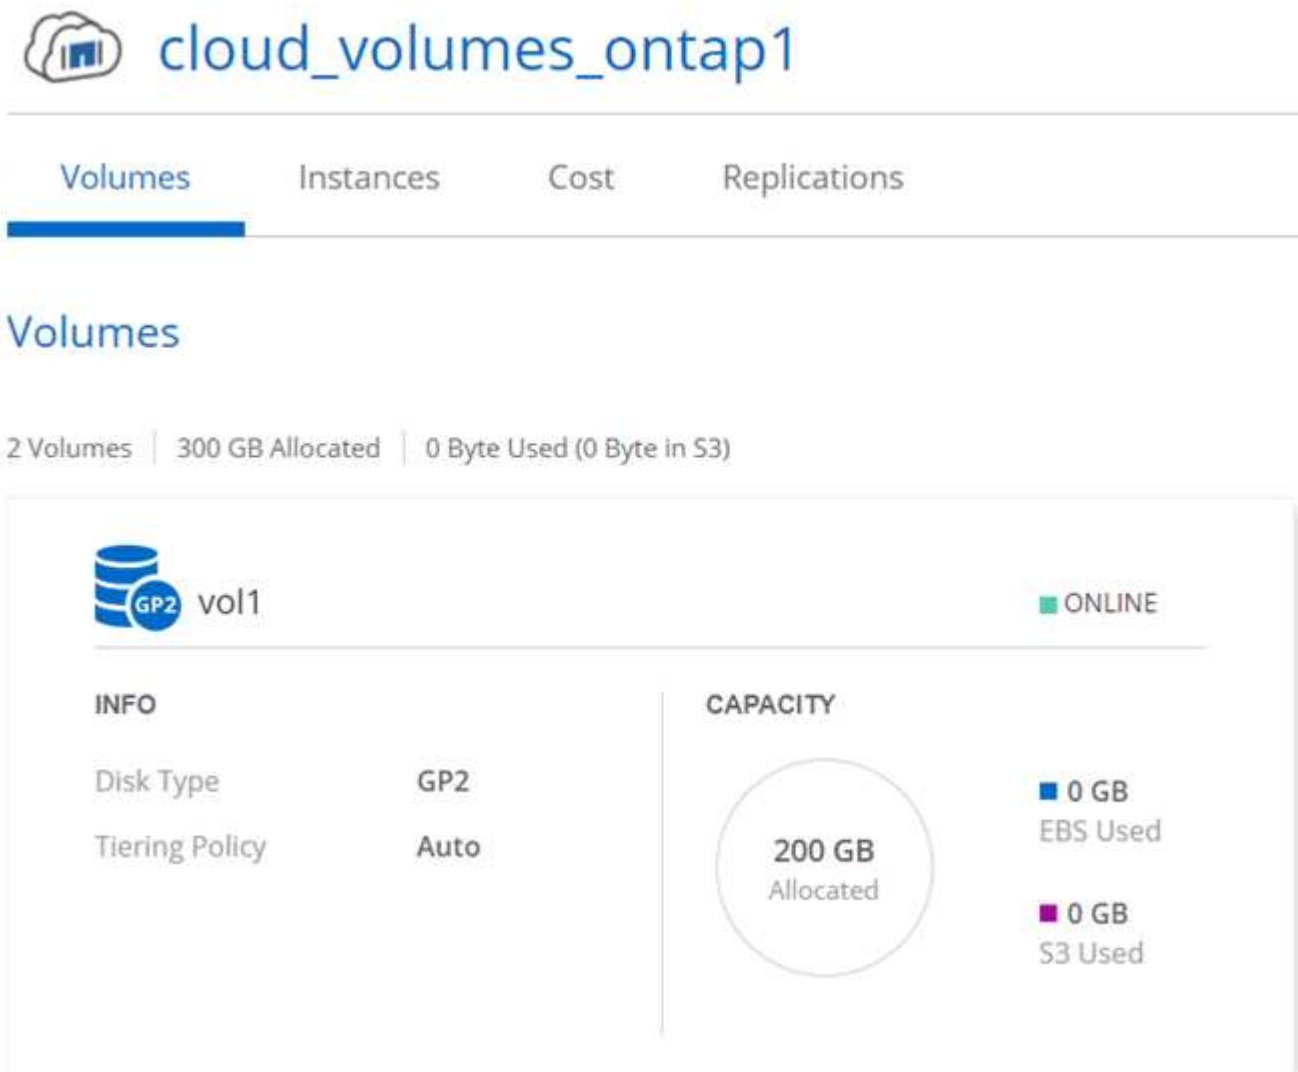 cloud_volumes_ontap1
Volumes Instances Cost Replications
Volumes
2 Volumes 300 GB Allocated 0 Byte Used (0 Byte in S3)
GP2 vol1 ONLINE
INFO CAPACITY
Disk Type GP2
Tiering Policy Auto
200 GB
Allocated
0 GB
EBS Used
0 GB
S3 Used